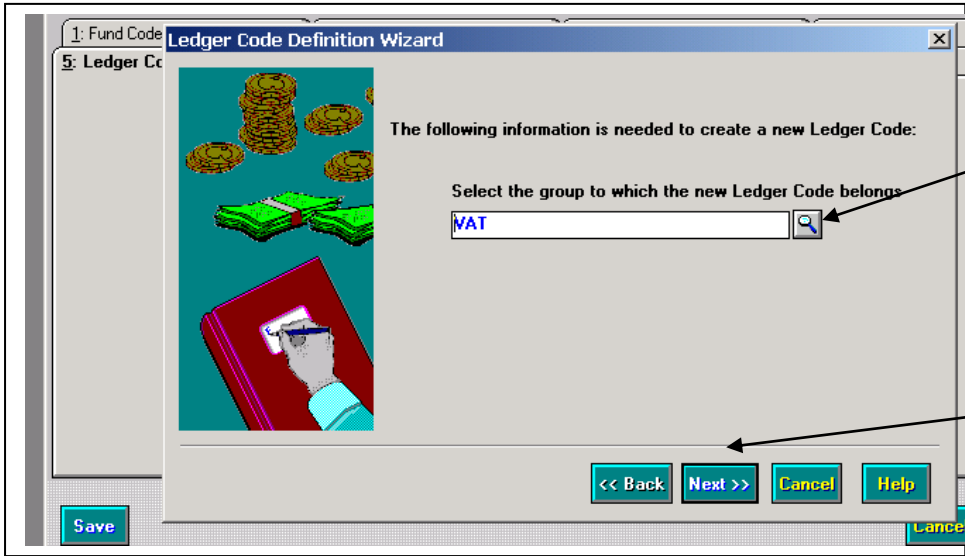 1: Fund Code
Ledger Code Definition Wizard
5: Ledger Co
The following information is needed to create a new Ledger Code:
Select the group to which the new Ledger Code belongs
VAT
<< Back
Next >>
Cancel
Help
Save
Cance